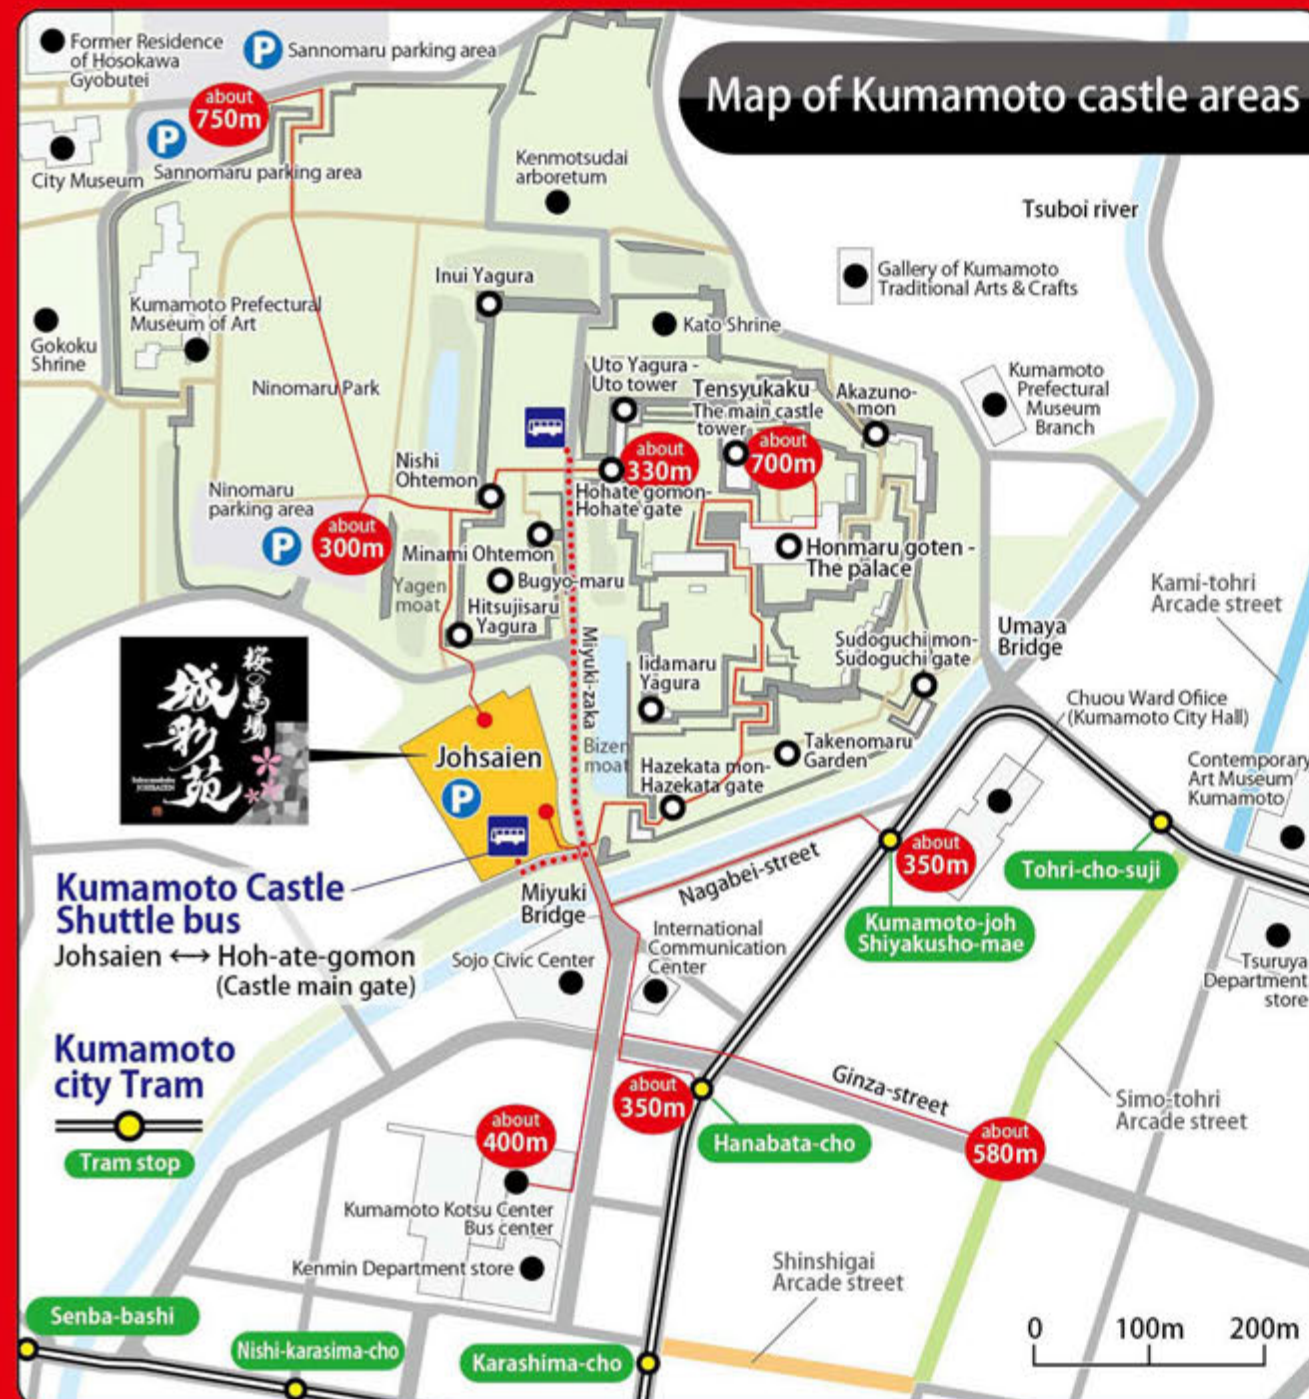 Map of Kumamoto castle areas
Former Residence
of Hosokawa
Gyobutei
P
Sannomaru parking area
about
750m
P
Sannomaru parking area
City Museum
Kenmotsudai
arboretum
Tsuboi river
Gallery of Kumamoto
Traditional Arts & Crafts
Inui Yagura
Kumamoto Prefectural
Museum of Art
Gokoku
Shrine
Kato Shrine
Ninomaru Park
Uto Yagura -
Uto tower
Tensyukaku
The main castle
tower
Akazuno-
mon
Kumamoto
Prefectural
Museum
Branch
about
330m
about
700m
Nishi
Ohtemon
Hohate gomon-
Hohate gate
Ninomaru
parking area
P
about
300m
Minami Ohtemon
Honmaru goten -
The palace
Yagen
moat
Bugyo-maru
Hitsujisaru
Yagura
Kami-tohri
Arcade street
Miyuki-zaka
Umaya
Bridge
Sudoguchi mon-
Sudoguchi gate
Iidamaru
Yagura
桜の馬場
城彩苑
Sakuranobaba
JOHSAIEN
Chuou Ward Ofiice
(Kumamoto City Hall)
Johsaien
P
Bizen
moat
Takenomaru
Garden
Hazekata mon-
Hazekata gate
Contemporary
Art Museum
Kumamoto
about
350m
Tohri-cho-suji
Nagabei-street
Kumamoto Castle
Shuttle bus
Johsaien ↔ Hoh-ate-gomon
(Castle main gate)
Miyuki
Bridge
Kumamoto-joh
Shiyakusho-mae
International
Communication
Center
Sojo Civic Center
Tsuruya
Department
store
Kumamoto
city Tram
Tram stop
Ginza-street
about
350m
Simo-tohri
Arcade street
about
400m
Hanabata-cho
about
580m
Kumamoto Kotsu Center
Bus center
Kenmin Department store
Shinshigai
Arcade street
Senba-bashi
Nishi-karasima-cho
Karashima-cho
0 100m 200m